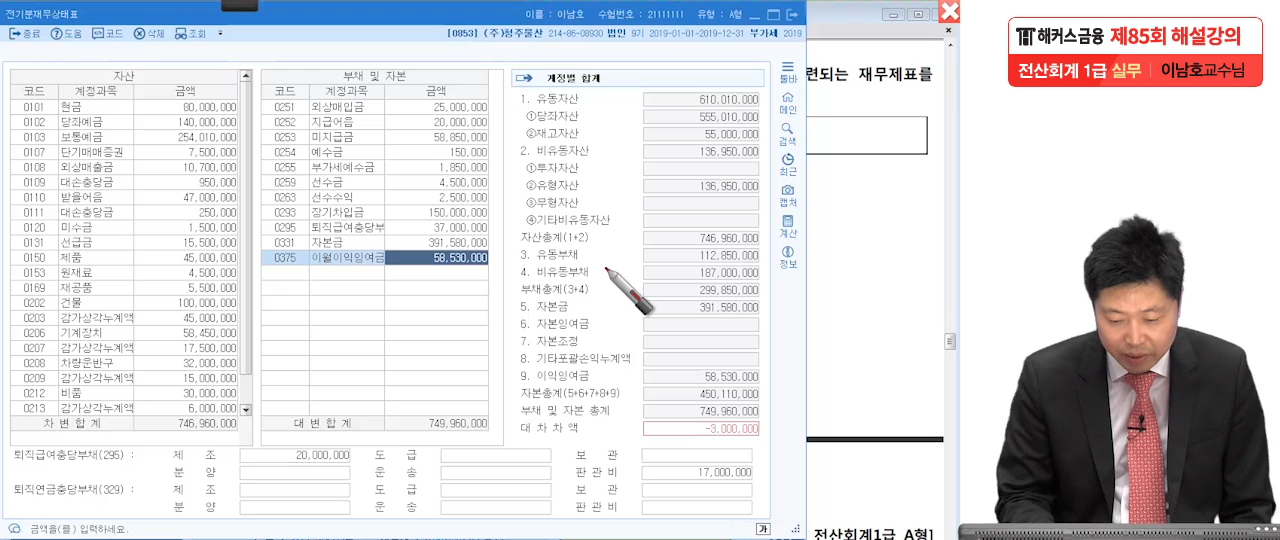 전기분재무상태표
이름 : 이남호 수험번호 : 21111111 유형 : A형
종료 도움 코드 삭제 조회
[0853] (주)청주물산 214-86-08930 법인 9기 2019-01-01~2019-12-31 부가세 2019
자산
코드 계정과목 금액
0101 현금 80,000,000
0102 당좌예금 140,000,000
0103 보통예금 254,010,000
0107 단기매매증권 7,500,000
0108 외상매출금 10,700,000
0109 대손충당금 950,000
0110 받을어음 47,000,000
0111 대손충당금 250,000
0120 미수금 1,500,000
0131 선급금 15,500,000
0150 제품 45,000,000
0153 원재료 4,500,000
0169 재공품 5,500,000
0202 건물 100,000,000
0203 감가상각누계액 45,000,000
0206 기계장치 58,450,000
0207 감가상각누계액 17,500,000
0208 차량운반구 32,000,000
0209 감가상각누계액 15,000,000
0212 비품 30,000,000
0213 감가상각누계액 6,000,000
차 변 합 계 746,960,000
부채 및 자본
코드 계정과목 금액
0251 외상매입금 25,000,000
0252 지급어음 20,000,000
0253 미지급금 58,850,000
0254 예수금 150,000
0255 부가세예수금 1,850,000
0259 선수금 4,500,000
0263 선수수익 2,500,000
0293 장기차입금 150,000,000
0295 퇴직급여충당부 37,000,000
0331 자본금 391,580,000
0375 이월이익잉여금 58,530,000
대 변 합 계 749,960,000
계정별 합계
1. 유동자산 610,010,000
①당좌자산 555,010,000
②재고자산 55,000,000
2. 비유동자산 136,950,000
①투자자산
②유형자산 136,950,000
③무형자산
④기타비유동자산
자산총계(1+2) 746,960,000
3. 유동부채 112,850,000
4. 비유동부채 187,000,000
부채총계(3+4) 299,850,000
5. 자본금 391,580,000
6. 자본잉여금
7. 자본조정
8. 기타포괄손익누계액
9. 이익잉여금 58,530,000
자본총계(5+6+7+8+9) 450,110,000
부채 및 자본 총계 749,960,000
대 차 차 액 -3,000,000
퇴직급여충당부채(295) : 제 조 20,000,000 도 급 보 관
분 양 운 송 판 관 비 17,000,000
퇴직연금충당부채(329) : 제 조 도 급 보 관
분 양 운 송 판 관 비
금액을(를) 입력하세요.
가
툴바
메인
검색
최근
캡처
계산
정보
련되는 재무제표를
전산회계1급 A형]
해커스금융 제85회 해설강의
전산회계 1급 실무 이남호교수님